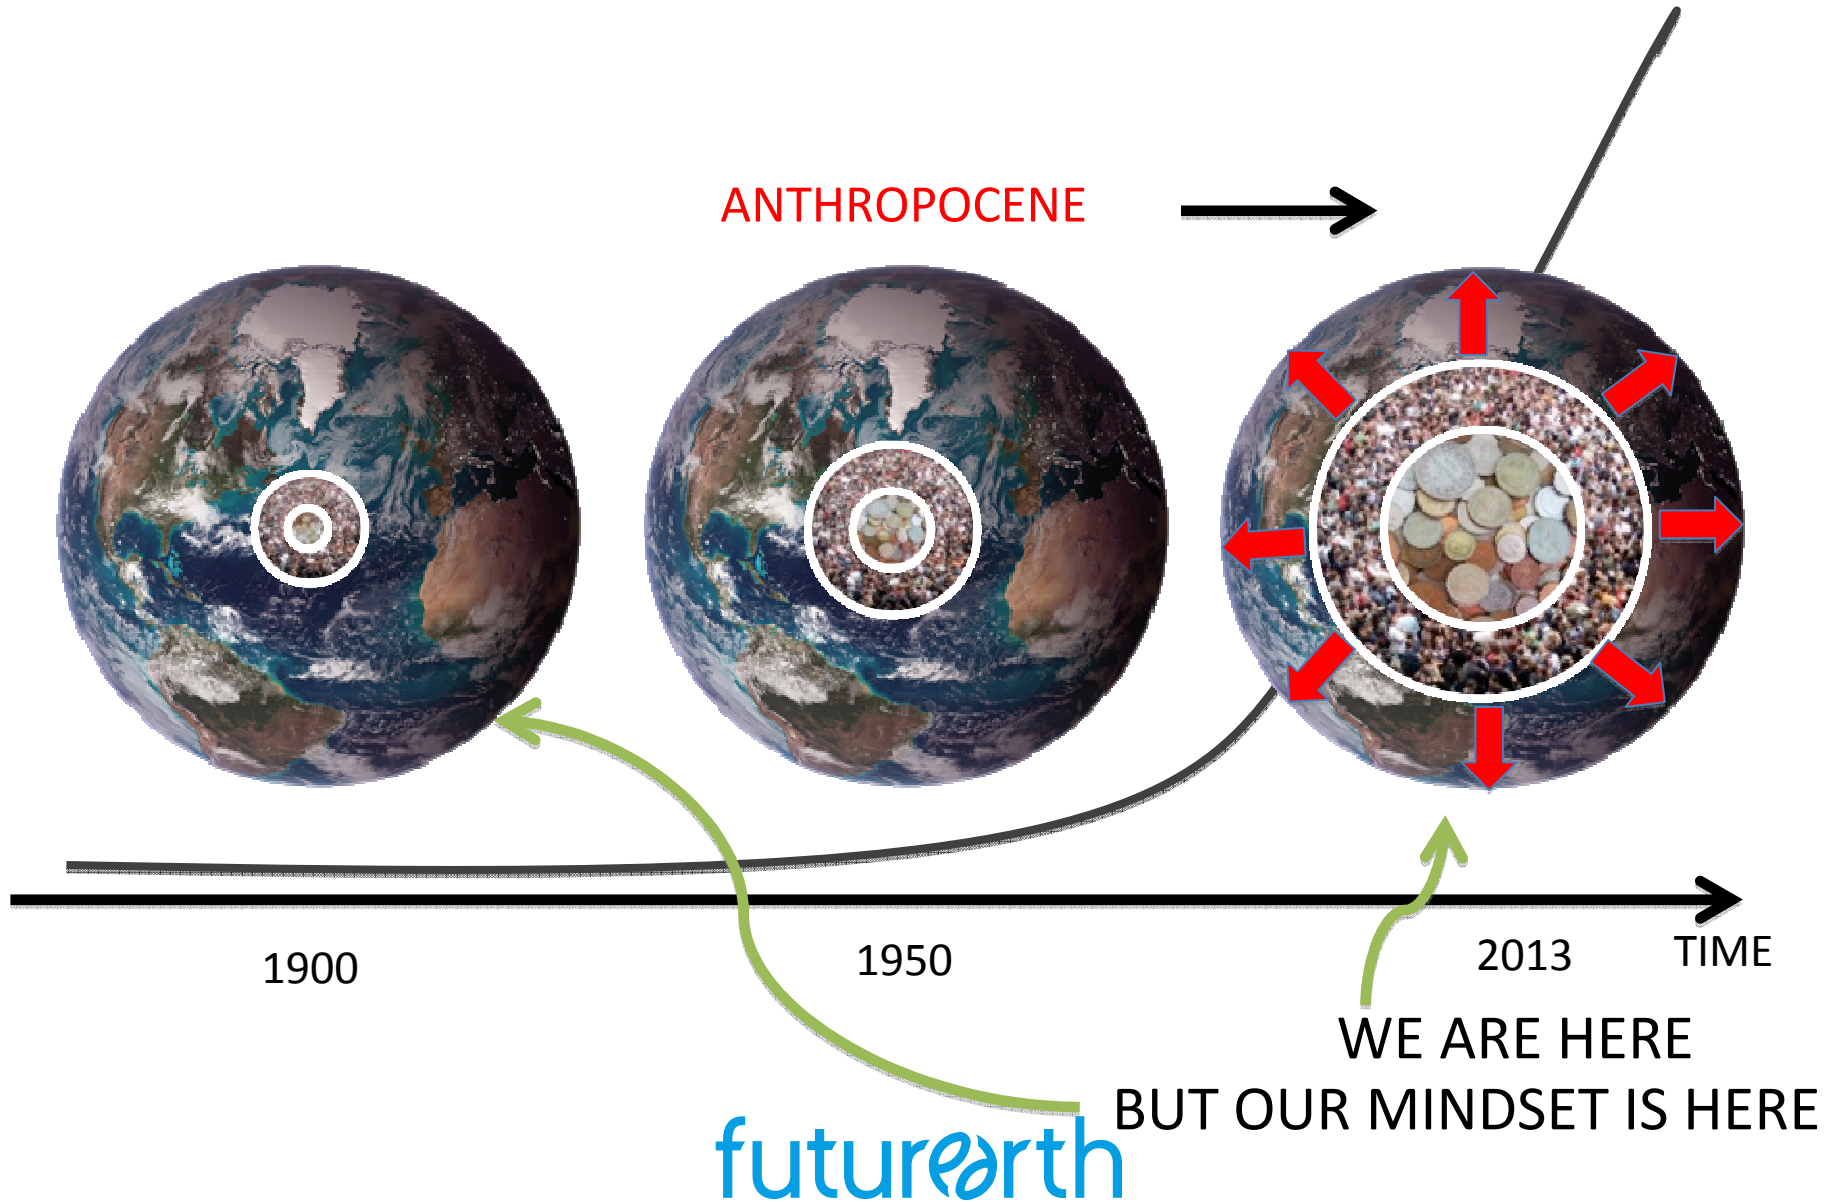 ANTHROPOCENE
1900
1950
2013
TIME
WE ARE HERE
BUT OUR MINDSET IS HERE
futurearth